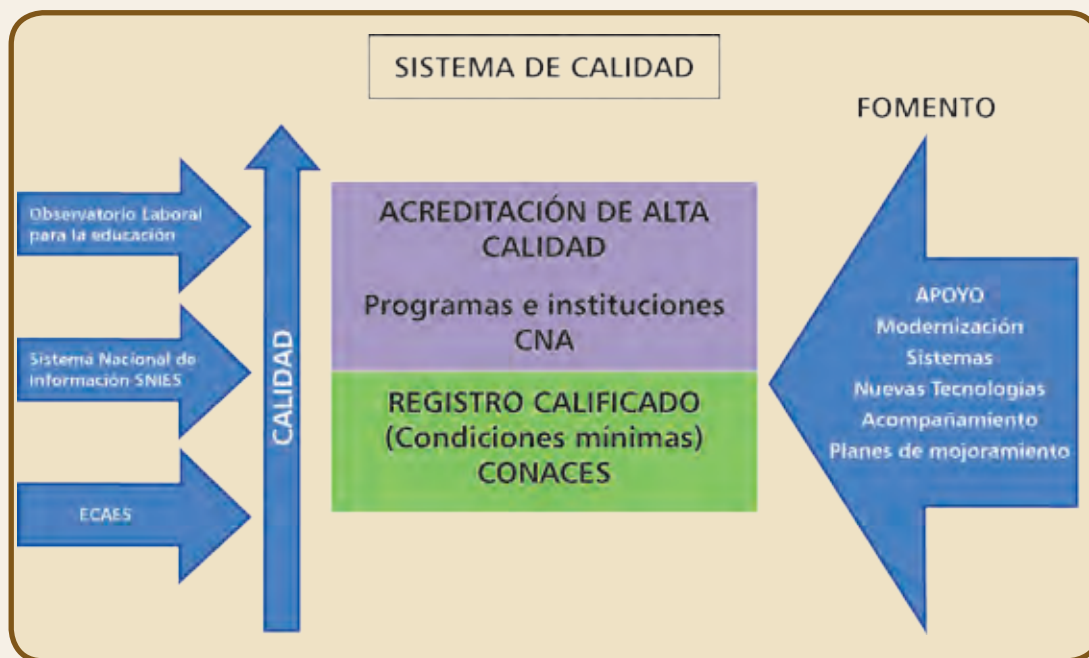 SISTEMA DE CALIDAD
FOMENTO
Observatorio Laboral
para la educación
Sistema Nacional de
Información SNIES
ECAES
CALIDAD
ACREDITACIÓN DE ALTA
CALIDAD
Programas e instituciones
CNA
REGISTRO CALIFICADO
(Condiciones mínimas)
CONACES
APOYO
Modernización
Sistemas
Nuevas Tecnologías
Acompañamiento
Planes de mojoramiento